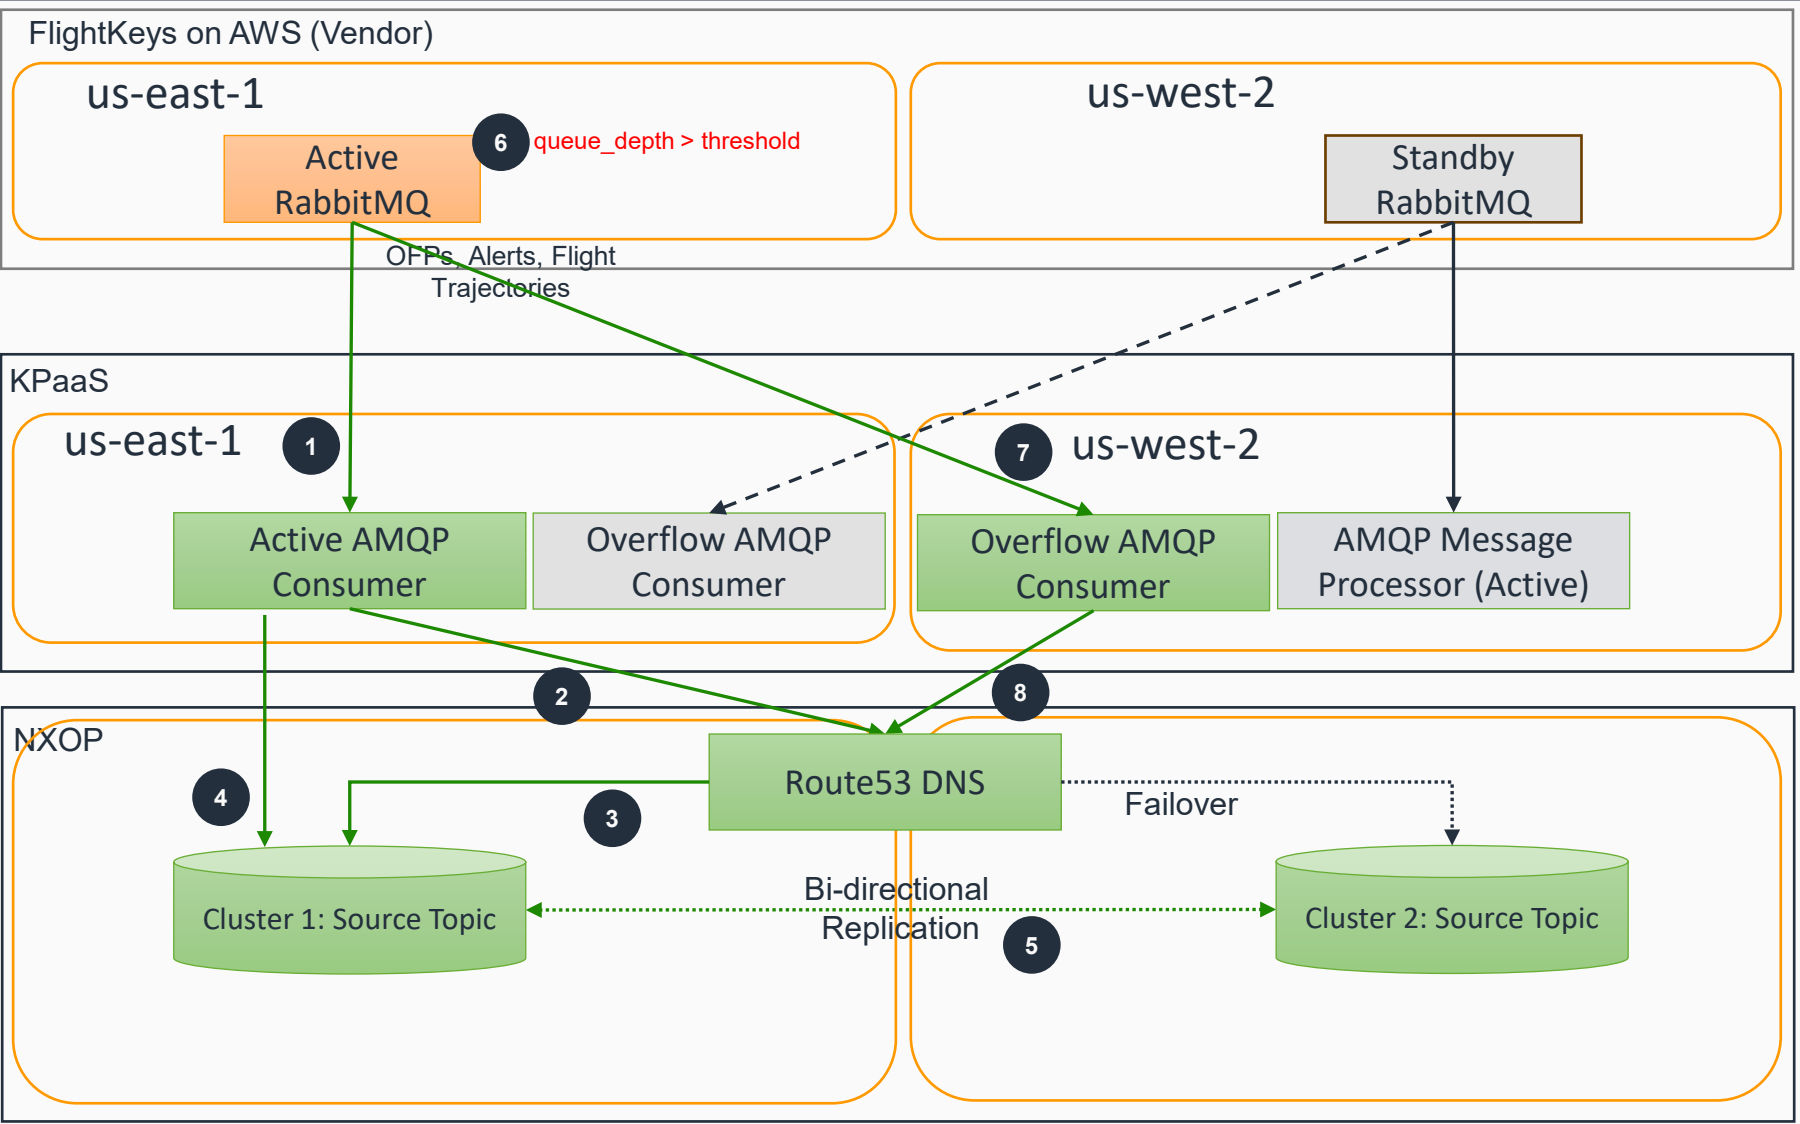 FlightKeys on AWS (Vendor)
us-east-1
us-west-2
Active
RabbitMQ
6
queue_depth > threshold
Standby
RabbitMQ
OFPs, Alerts, Flight
Trajectories
KPaaS
us-east-1
1
7
us-west-2
Active AMQP
Consumer
Overflow AMQP
Consumer
Overflow AMQP
Consumer
AMQP Message
Processor (Active)
2
8
NXOP
Route53 DNS
4
3
Failover
Cluster 1: Source Topic
Bi-directional
Replication
5
Cluster 2: Source Topic